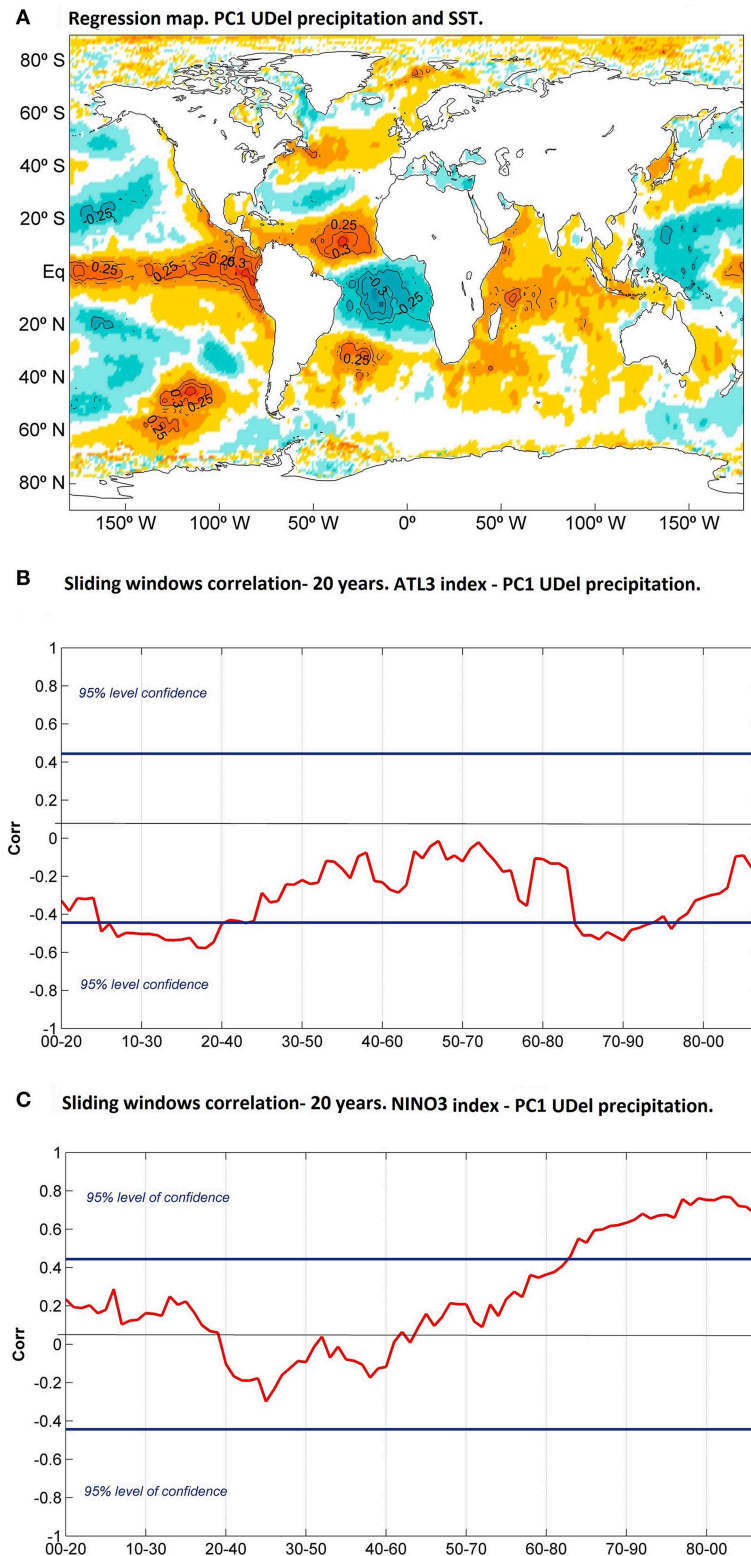 A
Regression map. PC1 UDel precipitation and SST.
80º S
60º S
40º S
20º S
Eq
20º N
40º N
60º N
80º N
-0.25
0.25
0.3
0.25
0.25
0.25
0.3
0.3
-0.25
0.25
0.3
0.25
0.25
150º W
100º W
50º W
0º
50º W
100º W
150º W
B
Sliding windows correlation- 20 years. ATL3 index - PC1 UDel precipitation.
1
0.8
95% level confidence
0.6
0.4
0.2
Corr
0
-0.2
-0.4
-0.6
-0.8
95% level confidence
-1
00-20
10-30
20-40
30-50
40-60
50-70
60-80
70-90
80-00
C
Sliding windows correlation- 20 years. NINO3 index - PC1 UDel precipitation.
1
0.8
95% level of confidence
0.6
0.4
0.2
Corr
0
-0.2
-0.4
-0.6
-0.8
95% level of confidence
-1
00-20
10-30
20-40
30-50
40-60
50-70
60-80
70-90
80-00